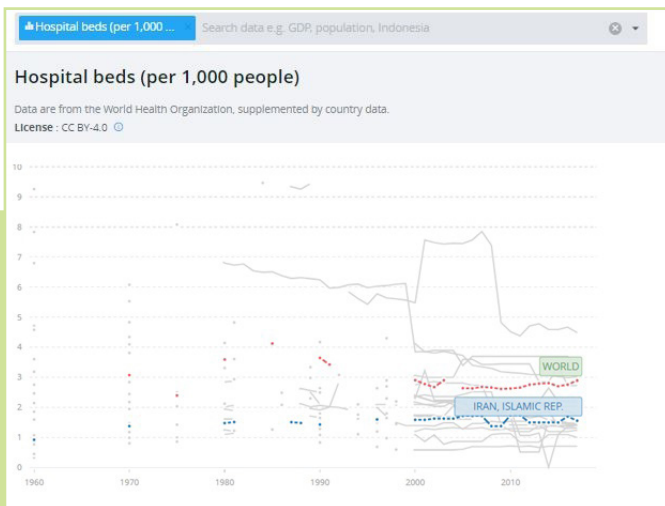 Hospital beds (per 1,000 ... Search data e.g. GDP, population, Indonesia
Hospital beds (per 1,000 people)
Data are from the World Health Organization, supplemented by country data.
License : CC BY-4.0
10
9
8
7
6
5
4
3
2
1
0
WORLD
IRAN, ISLAMIC REP.
1960 1970 1980 1990 2000 2010